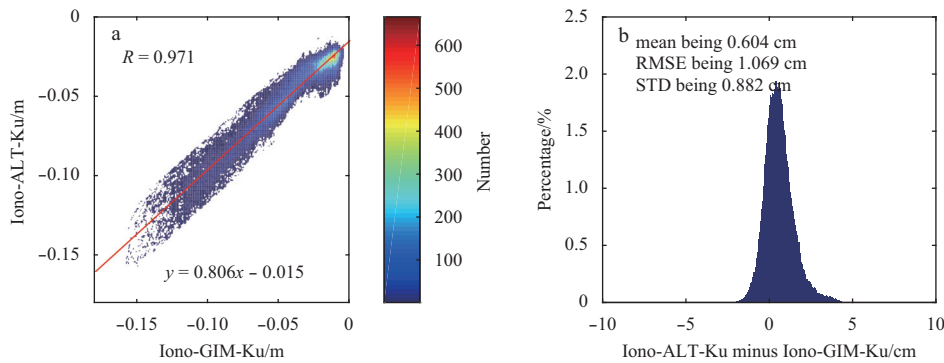 a
R = 0.971
y = 0.806x − 0.015
Iono-ALT-Ku/m
0
−0.05
−0.10
−0.15
−0.15
−0.10
−0.05
0
Iono-GIM-Ku/m
600
500
400
300
200
100
Number
b
mean being 0.604 cm
RMSE being 1.069 cm
STD being 0.882 cm
Percentage/%
2.5
2.0
1.5
1.0
0.5
0
−10
−5
0
5
10
Iono-ALT-Ku minus Iono-GIM-Ku/cm